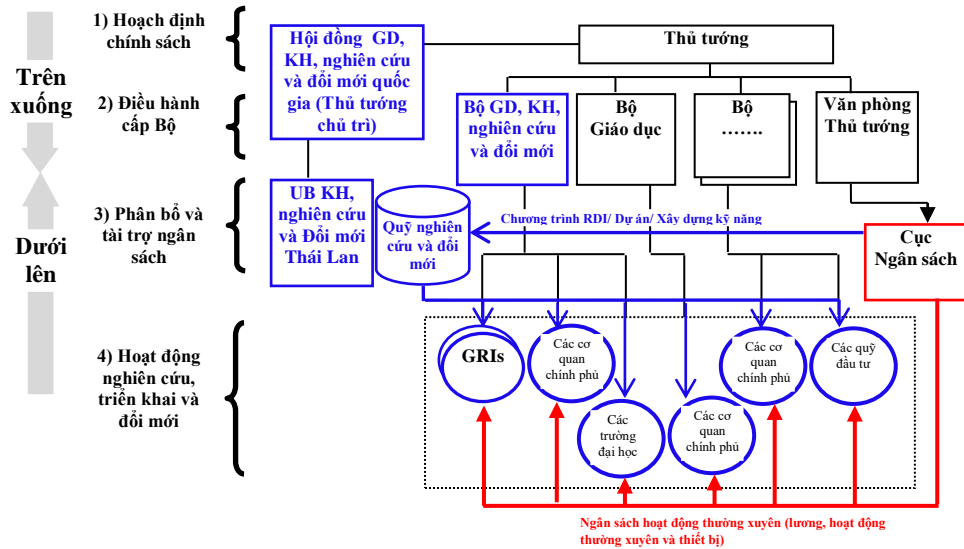 1) Hoạch định
chính sách
Trên
xuống
2) Điều hành
cấp Bộ
3) Phân bổ và
tài trợ ngân
sách
Dưới
lên
4) Hoạt động
nghiên cứu,
triển khai và
đổi mới
Hội đồng GD,
KH, nghiên cứu
và đổi mới quốc
gia (Thủ tướng
chủ trì)
Thủ tướng
Bộ GD, KH,
nghiên cứu
và đổi mới
Bộ
Giáo dục
Bộ
…….
Văn phòng
Thủ tướng
UB KH,
nghiên cứu
và Đổi mới
Thái Lan
Quỹ nghiên
cứu và đổi
mới
Chương trình RDI/ Dự án/ Xây dựng kỹ năng
Cục
Ngân sách
GRIs
Các cơ
quan
chính phủ
Các
trường
đại học
Các cơ
quan
chính phủ
Các cơ
quan
chính phủ
Các quỹ
đầu tư
Ngân sách hoạt động thường xuyên (lương, hoạt động
thường xuyên và thiết bị)